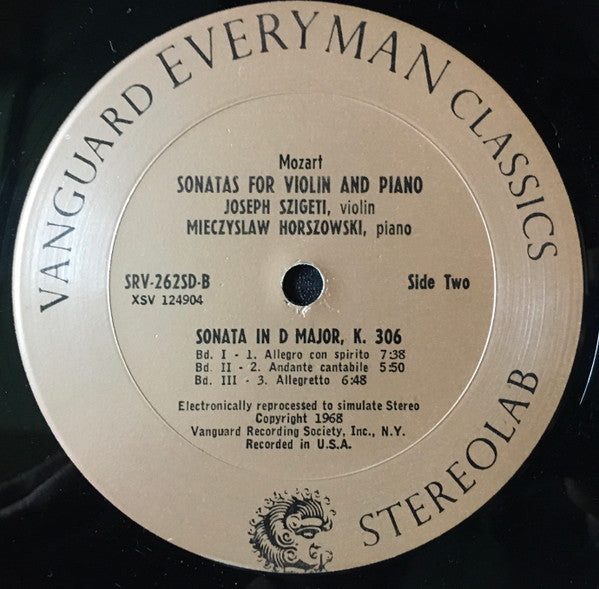 VANGUARD EVERYMAN CLASSICS
Mozart
SONATAS FOR VIOLIN AND PIANO
JOSEPH SZIGETI, violin
MIECZYSLAW HORSZOWSKI, piano
SRV-262SD-B
XSV 124904
Side Two
SONATA IN D MAJOR, K. 306
Bd. I - 1. Allegro con spirito 7:38
Bd. II - 2. Andante cantabile 5:50
Bd. III - 3. Allegretto 6:48
Electronically reprocessed to simulate Stereo
Copyright 1968
Vanguard Recording Society, Inc., N.Y.
Recorded in U.S.A.
STEREOLAB